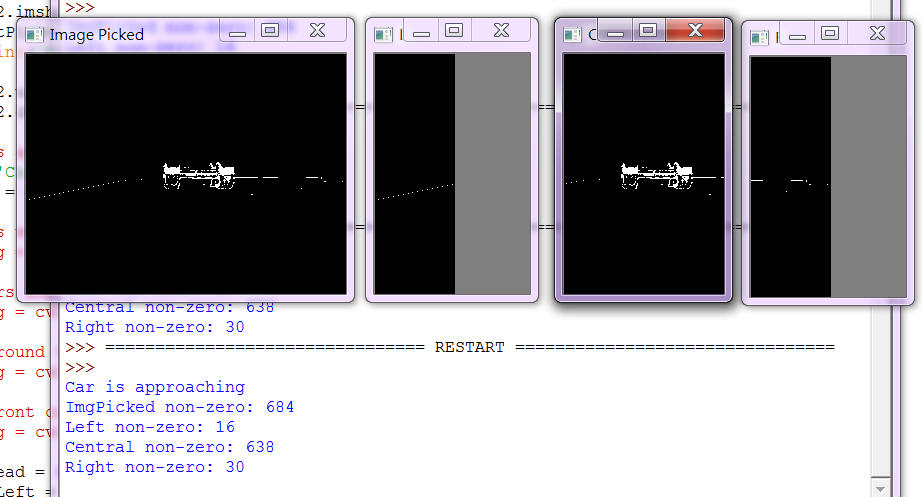 2.imsh >>>
Image Picked
Central non-zero: 638
Right non-zero: 30
>>> ================================ RESTART ================================
>>>
Car is approaching
ImgPicked non-zero: 684
Left non-zero: 16
Central non-zero: 638
Right non-zero: 30
round
g = cv
ront
g = cv
ead =
Left =